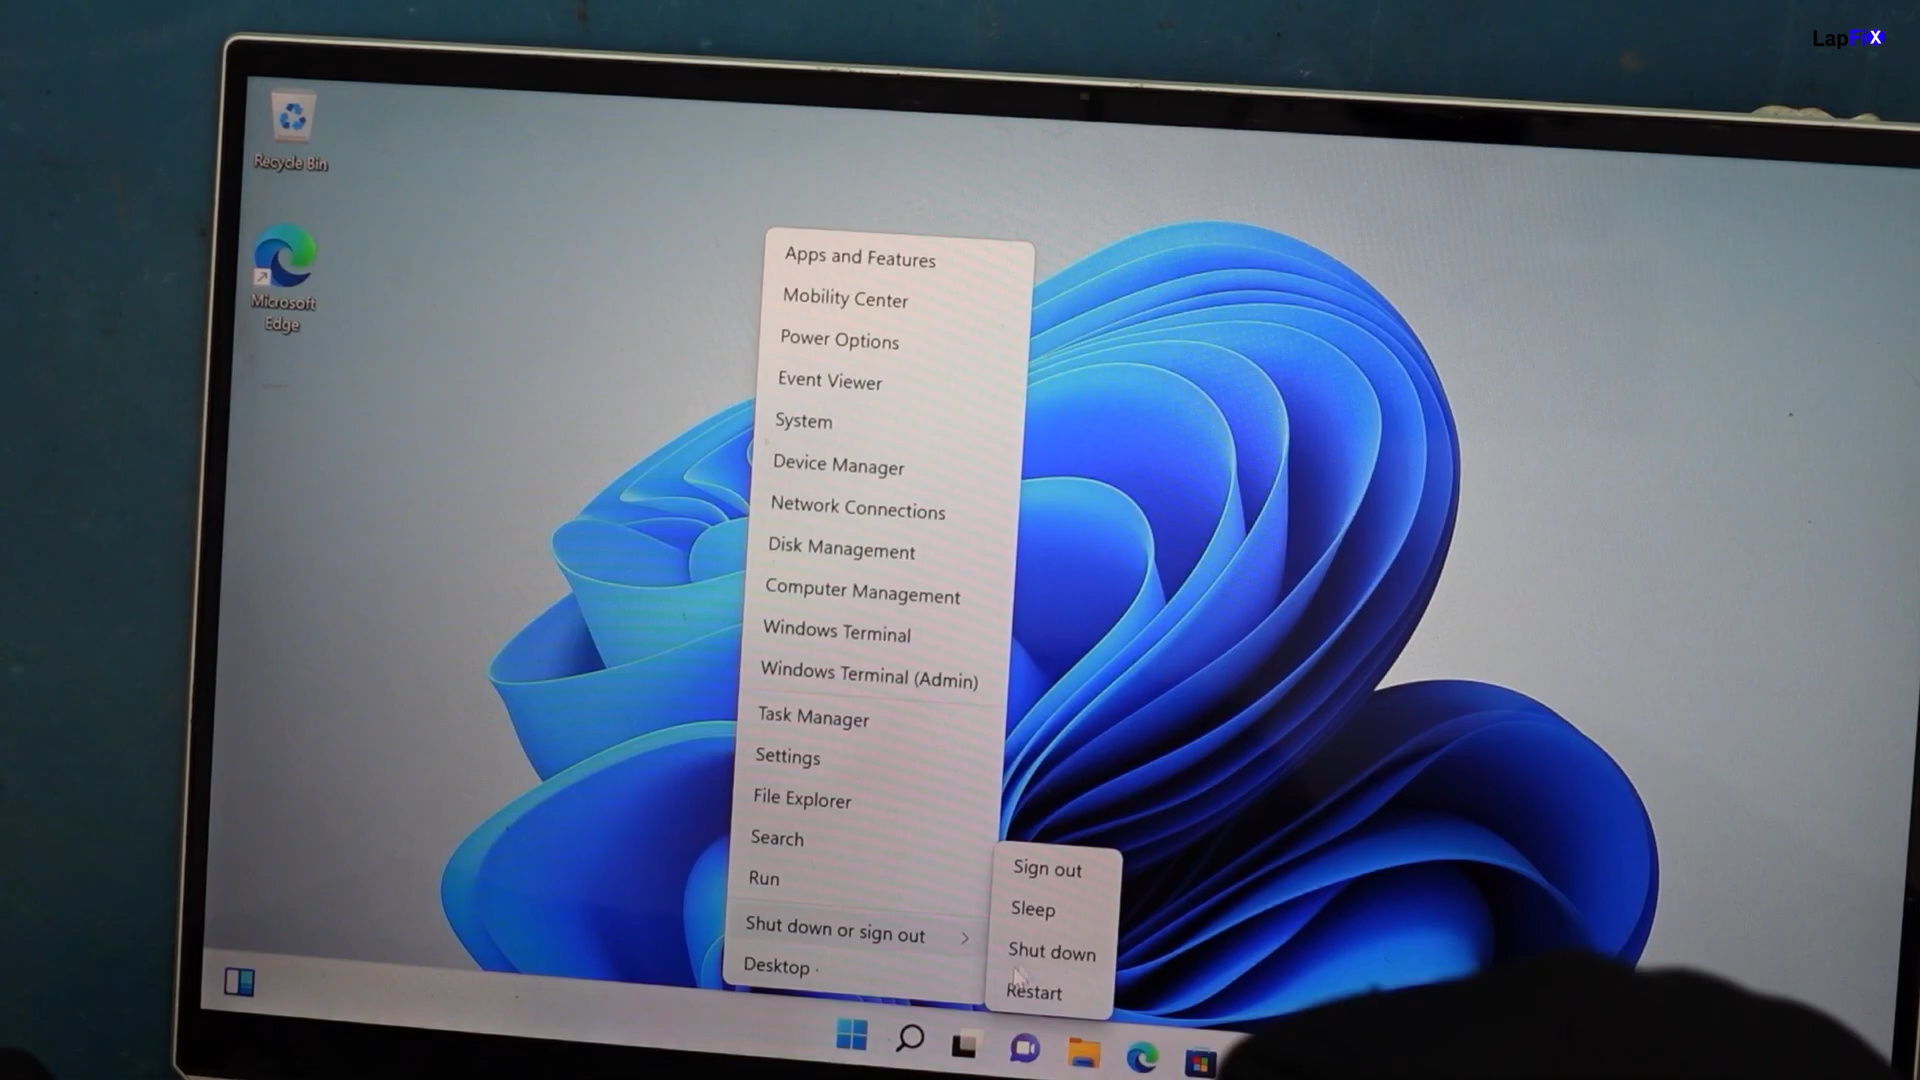 LapFix
Recycle Bin
Microsoft
Edge
Apps and Features
Mobility Center
Power Options
Event Viewer
System
Device Manager
Network Connections
Disk Management
Computer Management
Windows Terminal
Windows Terminal (Admin)
Task Manager
Settings
File Explorer
Search
Run
Shut down or sign out
Desktop
Sign out
Sleep
Shut down
Restart